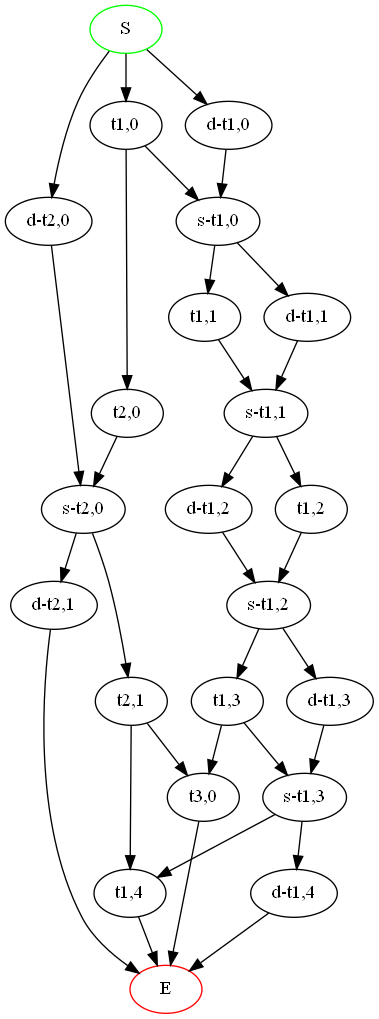 S
t1,0
d-t1,0
d-t2,0
s-t1,0
t1,1
d-t1,1
t2,0
s-t1,1
s-t2,0
d-t1,2
t1,2
d-t2,1
s-t1,2
t2,1
t1,3
d-t1,3
t3,0
s-t1,3
t1,4
d-t1,4
E